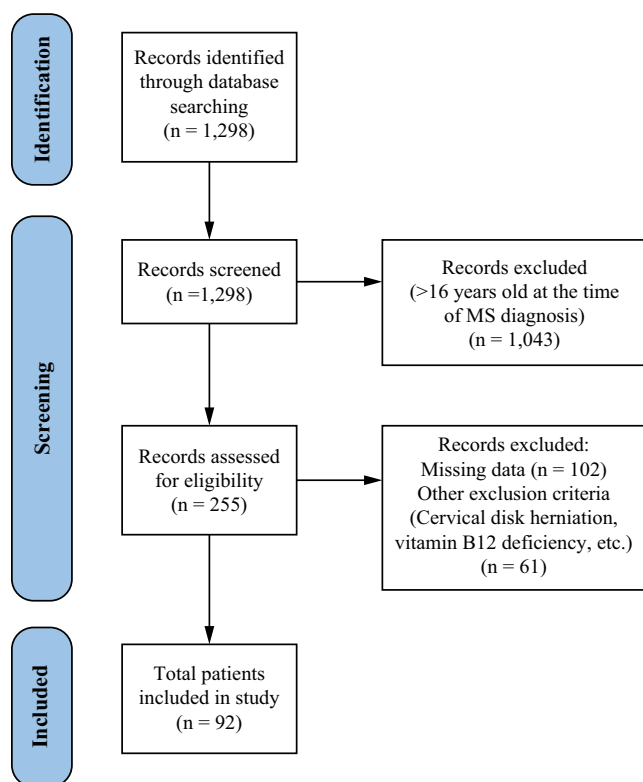 Identification
Records identified
through database
searching
(n = 1,298)
Screening
Records screened
(n =1,298)
Records excluded
(>16 years old at the time
of MS diagnosis)
n = 1,043)
Records assessed
for eligibility
(n = 255)
Records excluded:
Missing data (n = 102)
Other exclusion criteria
(Cervical disk herniation,
vitamin B12 deficiency, etc.)
(n = 61)
Included
Total patients
included in study
(n = 92)